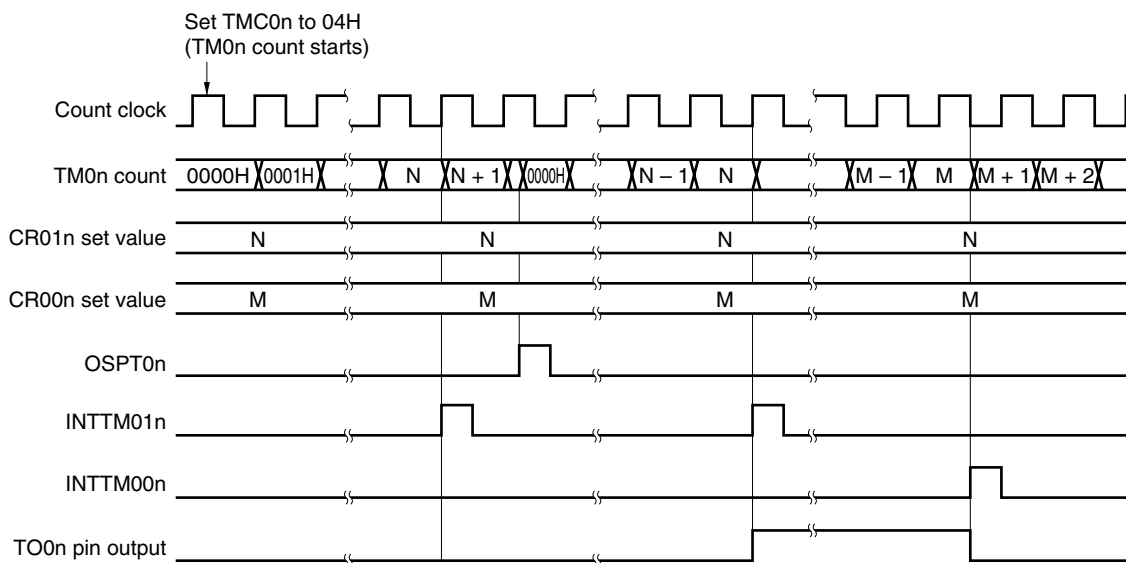 Set TMC0n to 04H
(TM0n count starts)
Count clock
TM0n count 0000H 0001H N N + 1 0000H N – 1 N M – 1 M M + 1 M + 2
CR01n set value N N N N
CR00n set value M M M M
OSPT0n
INTTM01n
INTTM00n
TO0n pin output